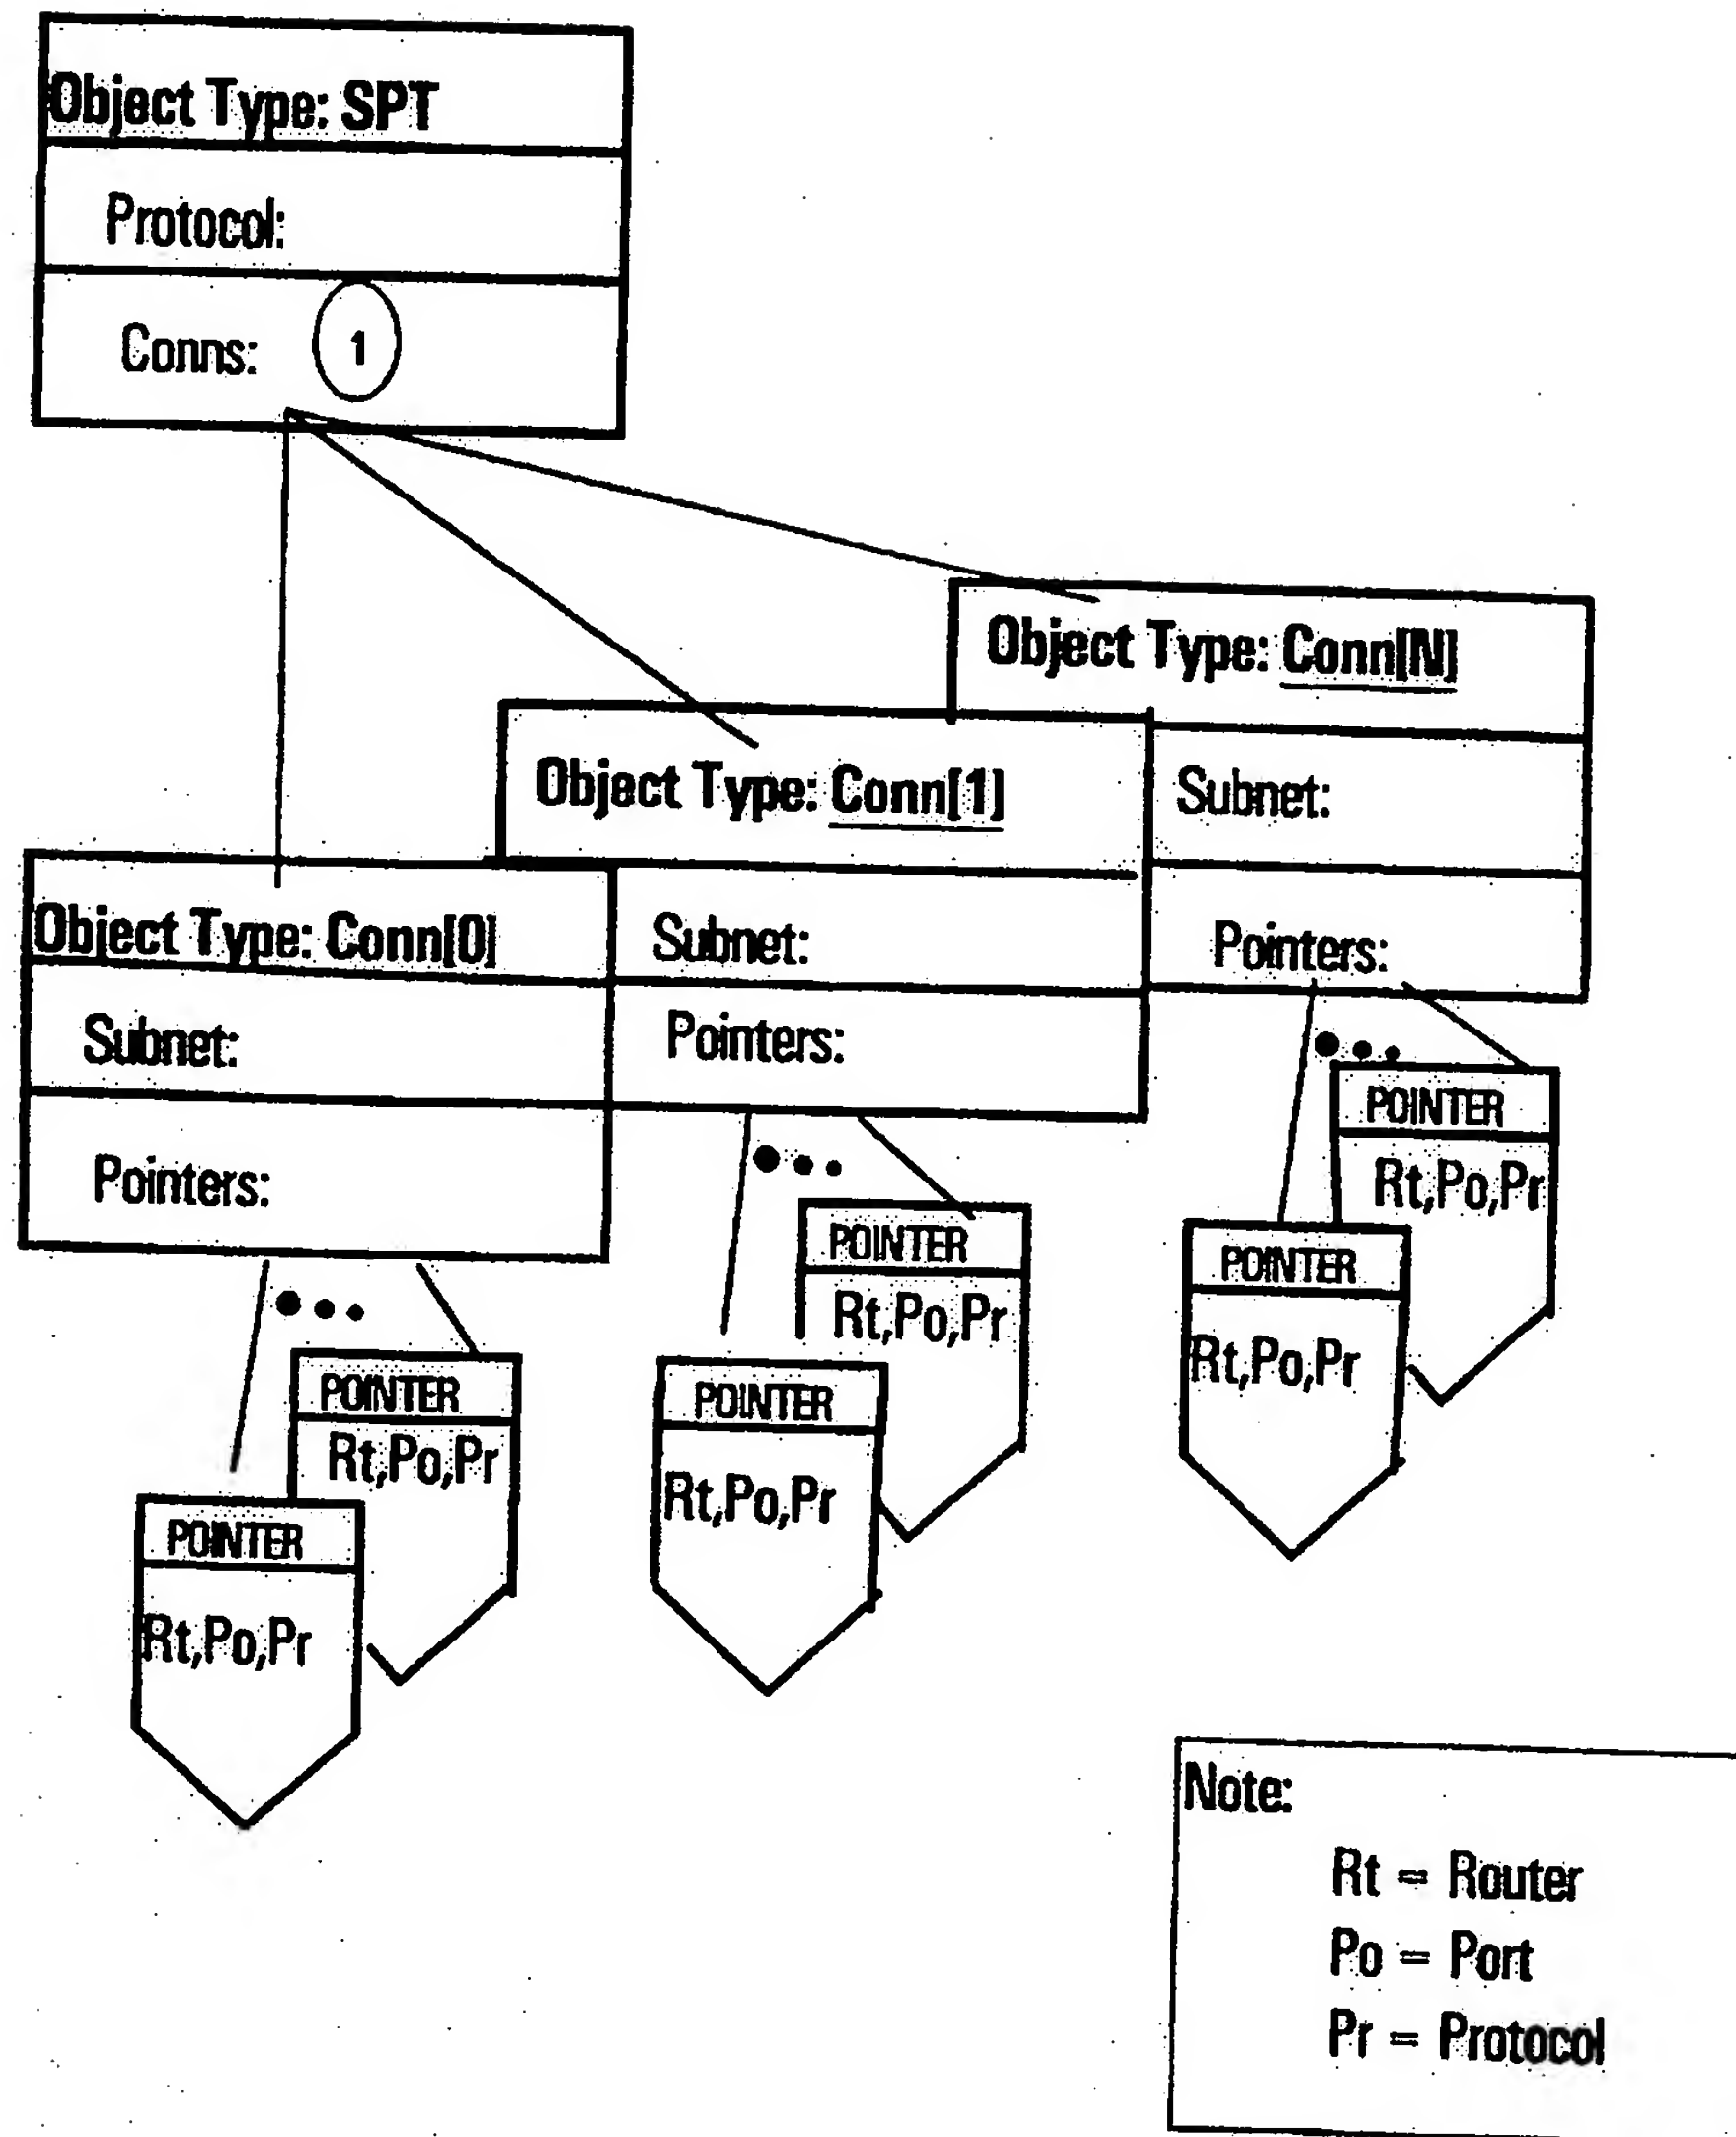 Object Type: SPT
Protocol:
Conns: 1
Object Type: Conn[N]
Subnet:
Pointers:
Object Type: Conn[1]
Subnet:
Pointers:
Object Type: Conn[0]
Subnet:
Pointers:
POINTER
Rt,Po,Pr
POINTER
Rt,Po,Pr
POINTER
Rt,Po,Pr
POINTER
Rt,Po,Pr
POINTER
Rt,Po,Pr
POINTER
Rt,Po,Pr
Note:
Rt = Router
Po = Port
Pr = Protocol